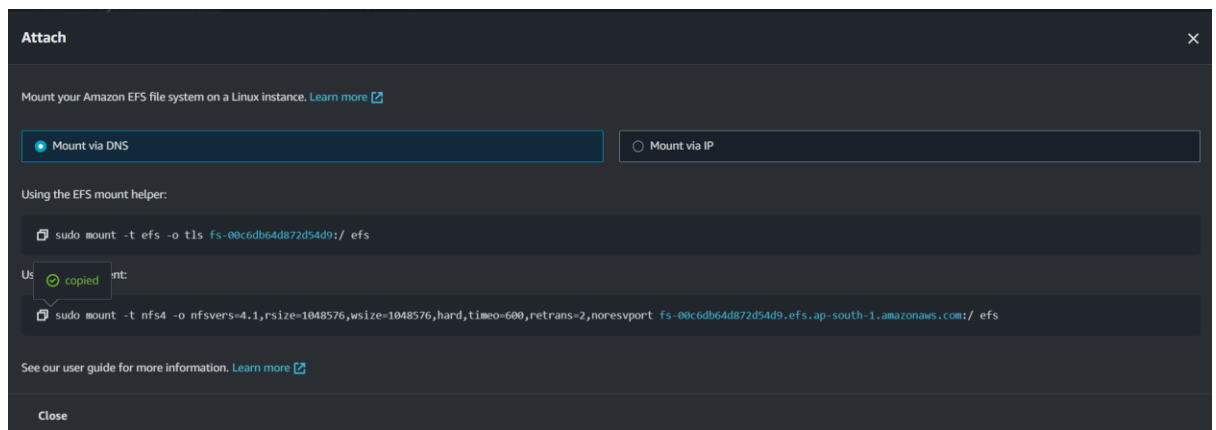 Attach
Mount your Amazon EFS file system on a Linux instance. Learn more
Mount via DNS
Mount via IP
Using the EFS mount helper:
sudo mount -t efs -o tls fs-00c6db64d872d54d9:/ efs
Us
copied
nt:
sudo mount -t nfs4 -o nfsvers=4.1,rsize=1048576,wsize=1048576,hard,timeo=600,retrans=2,noresvport fs-00c6db64d872d54d9.efs.ap-south-1.amazonaws.com:/ efs
See our user guide for more information. Learn more
Close